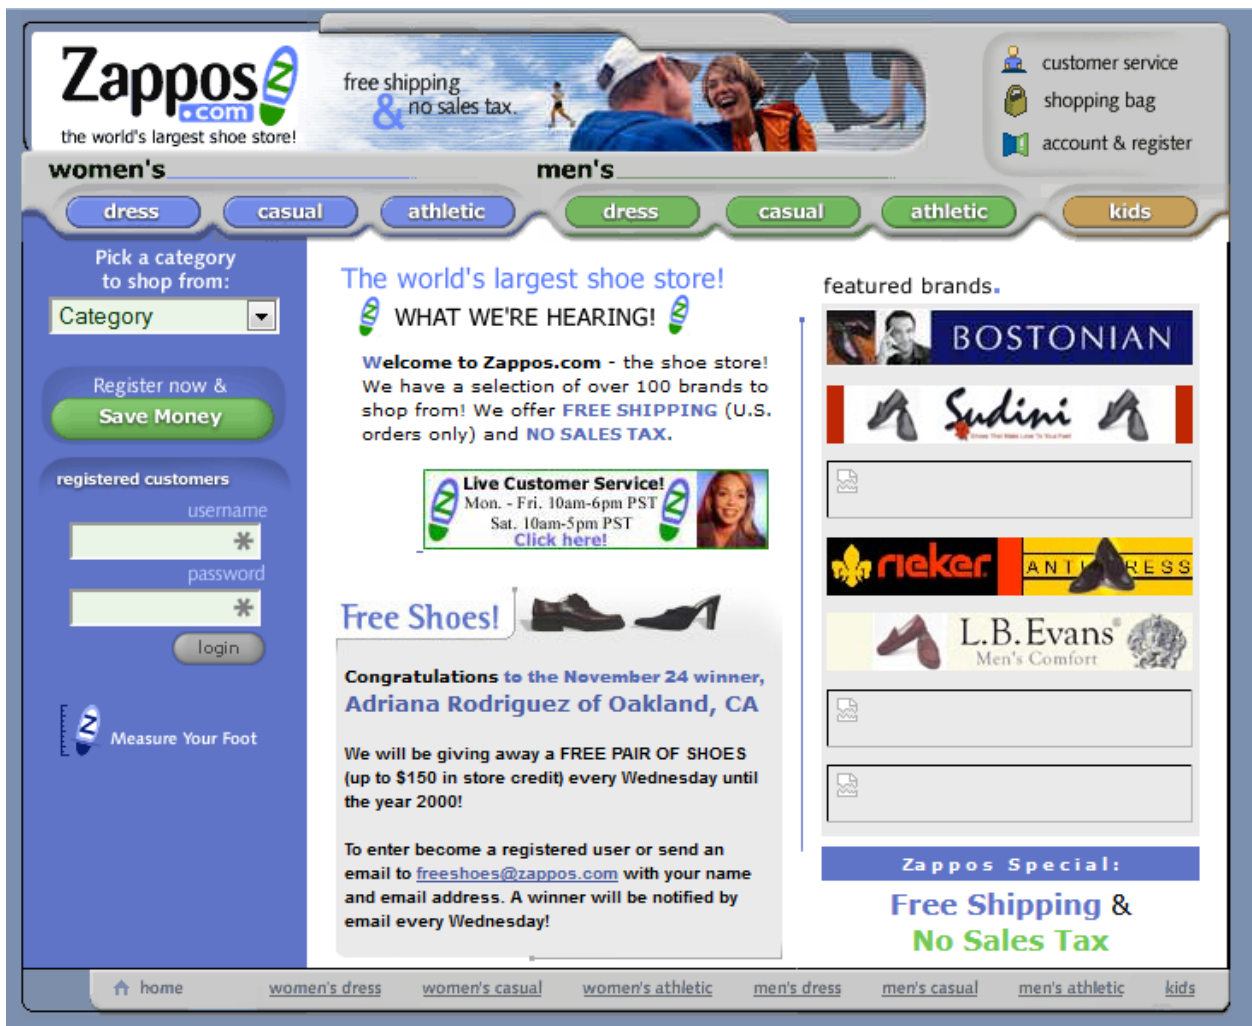 Zappos
.com
the world's largest shoe store!
free shipping
& no sales tax.
customer service
shopping bag
account & register
women's
men's
dress
casual
athletic
dress
casual
athletic
kids
Pick a category
to shop from:
Category
Register now &
Save Money
registered customers
username
password
login
Measure Your Foot
The world's largest shoe store!
WHAT WE'RE HEARING!
Welcome to Zappos.com - the shoe store!
We have a selection of over 100 brands to
shop from! We offer FREE SHIPPING (U.S.
orders only) and NO SALES TAX.
Live Customer Service!
Mon. - Fri. 10am-6pm PST
Sat. 10am-5pm PST
Click here!
Free Shoes!
Congratulations to the November 24 winner,
Adriana Rodriguez of Oakland, CA
We will be giving away a FREE PAIR OF SHOES
(up to $150 in store credit) every Wednesday until
the year 2000!
To enter become a registered user or send an
email to freeshoes@zappos.com with your name
and email address. A winner will be notified by
email every Wednesday!
featured brands.
BOSTONIAN
Sudini
Shoes That Make Love To Your Feet
rieker
L.B.Evans®
Men's Comfort
Zappos Special:
Free Shipping &
No Sales Tax
home
women's dress
women's casual
women's athletic
men's dress
men's casual
men's athletic
kids